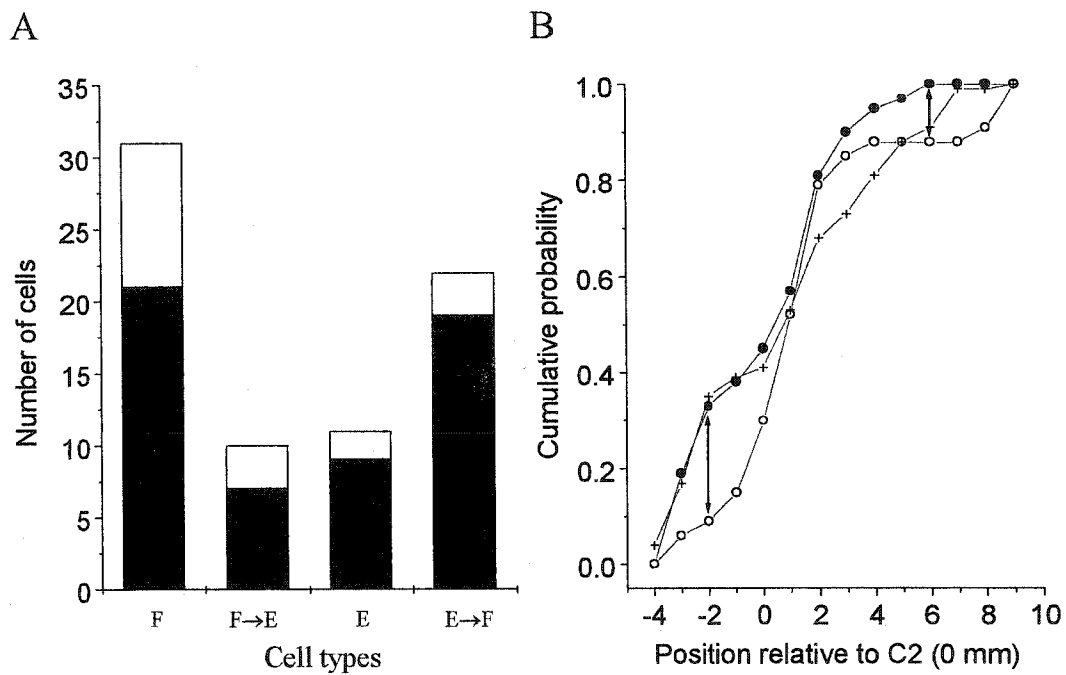 A
Number of cells
35
30
25
20
15
10
5
0
F
F→E
E
E→F
Cell types
B
Cumulative probability
1.0
0.8
0.6
0.4
0.2
0.0
-4
-2
0
2
4
6
8
10
Position relative to C2 (0 mm)